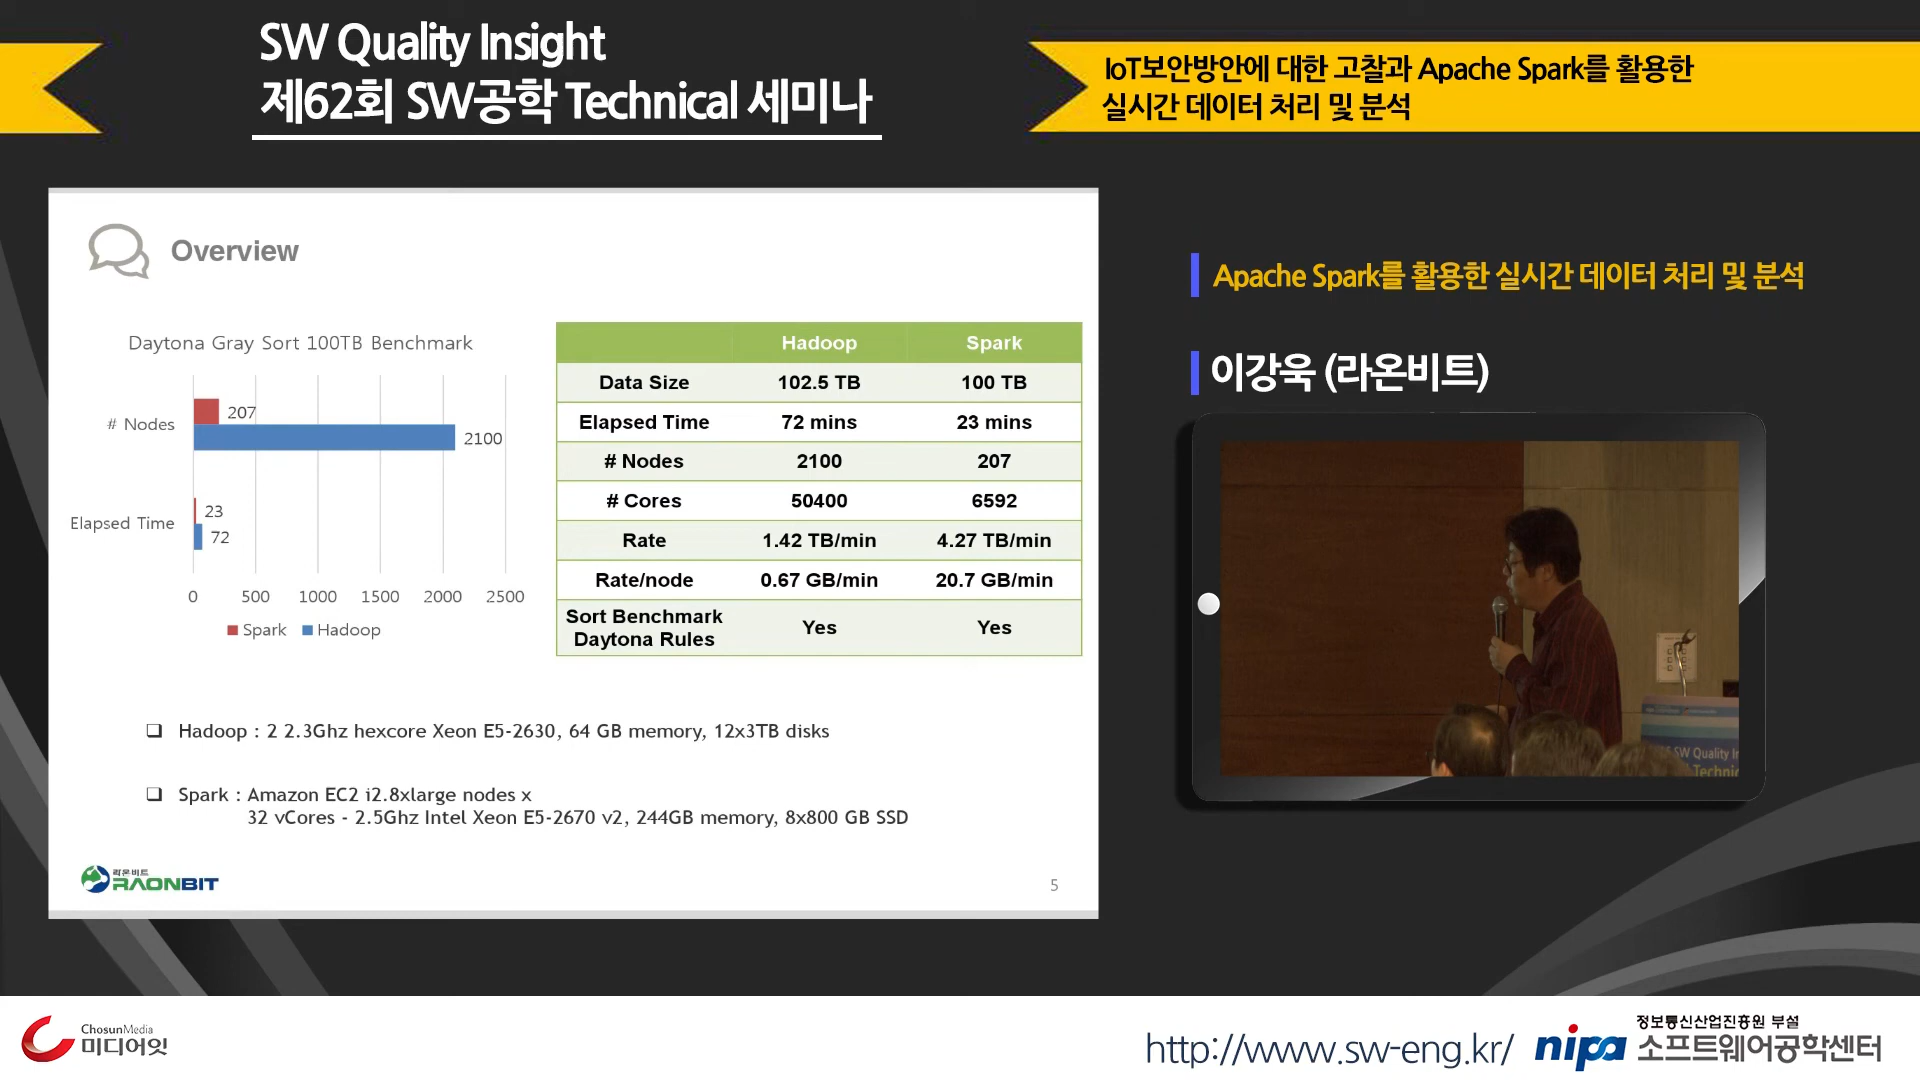 SW Quality Insight
제62회 SW공학 Technical 세미나
IoT보안방안에 대한 고찰과 Apache Spark를 활용한
실시간 데이터 처리 및 분석
Overview
Daytona Gray Sort 100TB Benchmark
# Nodes
207
2100
Elapsed Time
23
72
0 500 1000 1500 2000 2500
Spark Hadoop
Hadoop Spark
Data Size 102.5 TB 100 TB
Elapsed Time 72 mins 23 mins
# Nodes 2100 207
# Cores 50400 6592
Rate 1.42 TB/min 4.27 TB/min
Rate/node 0.67 GB/min 20.7 GB/min
Sort Benchmark
Daytona Rules Yes Yes
Hadoop : 2 2.3Ghz hexcore Xeon E5-2630, 64 GB memory, 12x3TB disks
Spark : Amazon EC2 i2.8xlarge nodes x
32 vCores - 2.5Ghz Intel Xeon E5-2670 v2, 244GB memory, 8x800 GB SSD
라온비트
RAONBIT
5
Apache Spark를 활용한 실시간 데이터 처리 및 분석
이강욱 (라온비트)
SW Quality In
Technic
ChosunMedia
미디어잇
http://www.sw-eng.kr/
nipa
정보통신산업진흥원 부설
소프트웨어공학센터